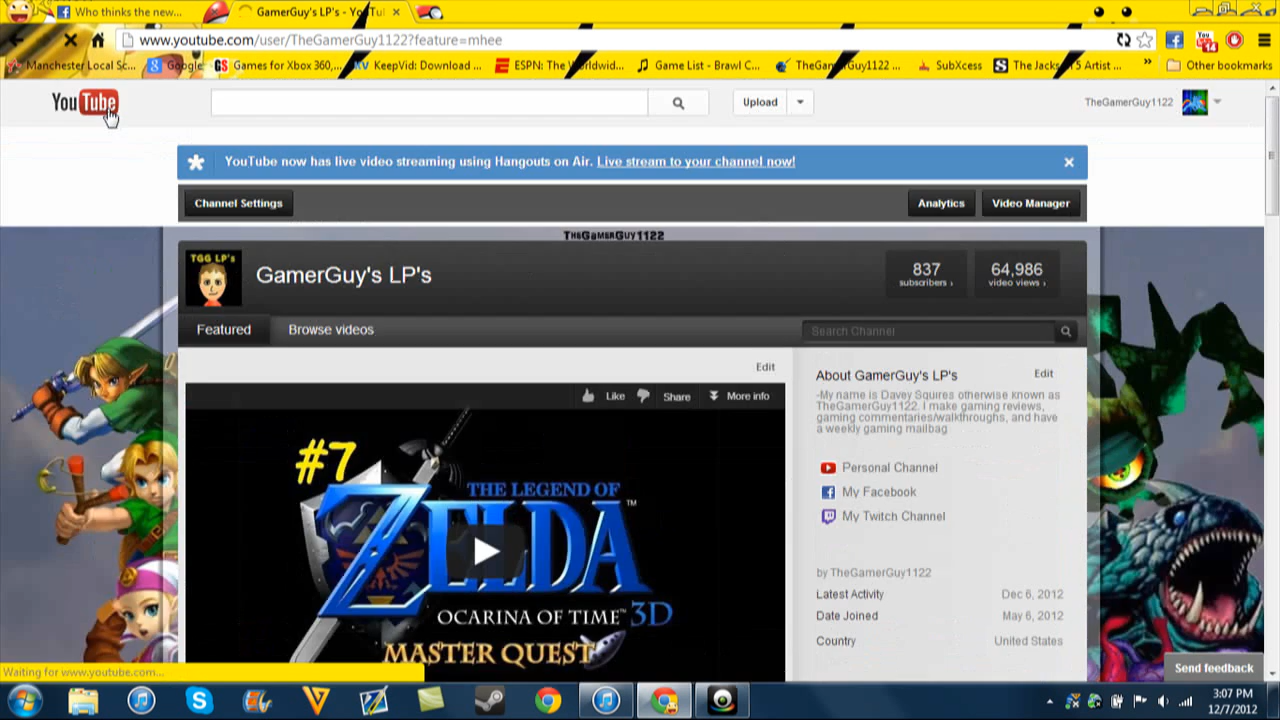 Who thinks the new...
GamerGuy's LP's - YouTu
www.youtube.com/user/TheGamerGuy1122?feature=mhee
14
Manchester Local Sc...
Google
GS Games for Xbox 360,...
KV KeepVid: Download ...
ESPN: The Worldwid...
Game List - Brawl C...
TheGamerGuy1122 ...
SubXcess
S The Jackson 5 Artist ...
»
Other bookmarks
YouTube
Upload
TheGamerGuy1122
YouTube now has live video streaming using Hangouts on Air. Live stream to your channel now!
Channel Settings
Analytics
Video Manager
TheGamerGuy1122
TGG LP's
GamerGuy's LP's
837
subscribers ›
64,986
video views ›
Featured
Browse videos
Search Channel
Edit
Like
Share
More info
#7
THE LEGEND OF
ZELDA™
OCARINA OF TIME™ 3D
MASTER QUEST
About GamerGuy's LP's
Edit
-My name is Davey Squires otherwise known as
TheGamerGuy1122. I make gaming reviews,
gaming commentaries/walkthroughs, and have
a weekly gaming mailbag
Personal Channel
My Facebook
My Twitch Channel
by TheGamerGuy1122
Latest Activity Dec 6, 2012
Date Joined May 6, 2012
Country United States
Send feedback
Waiting for www.youtube.com...
3:07 PM
12/7/2012